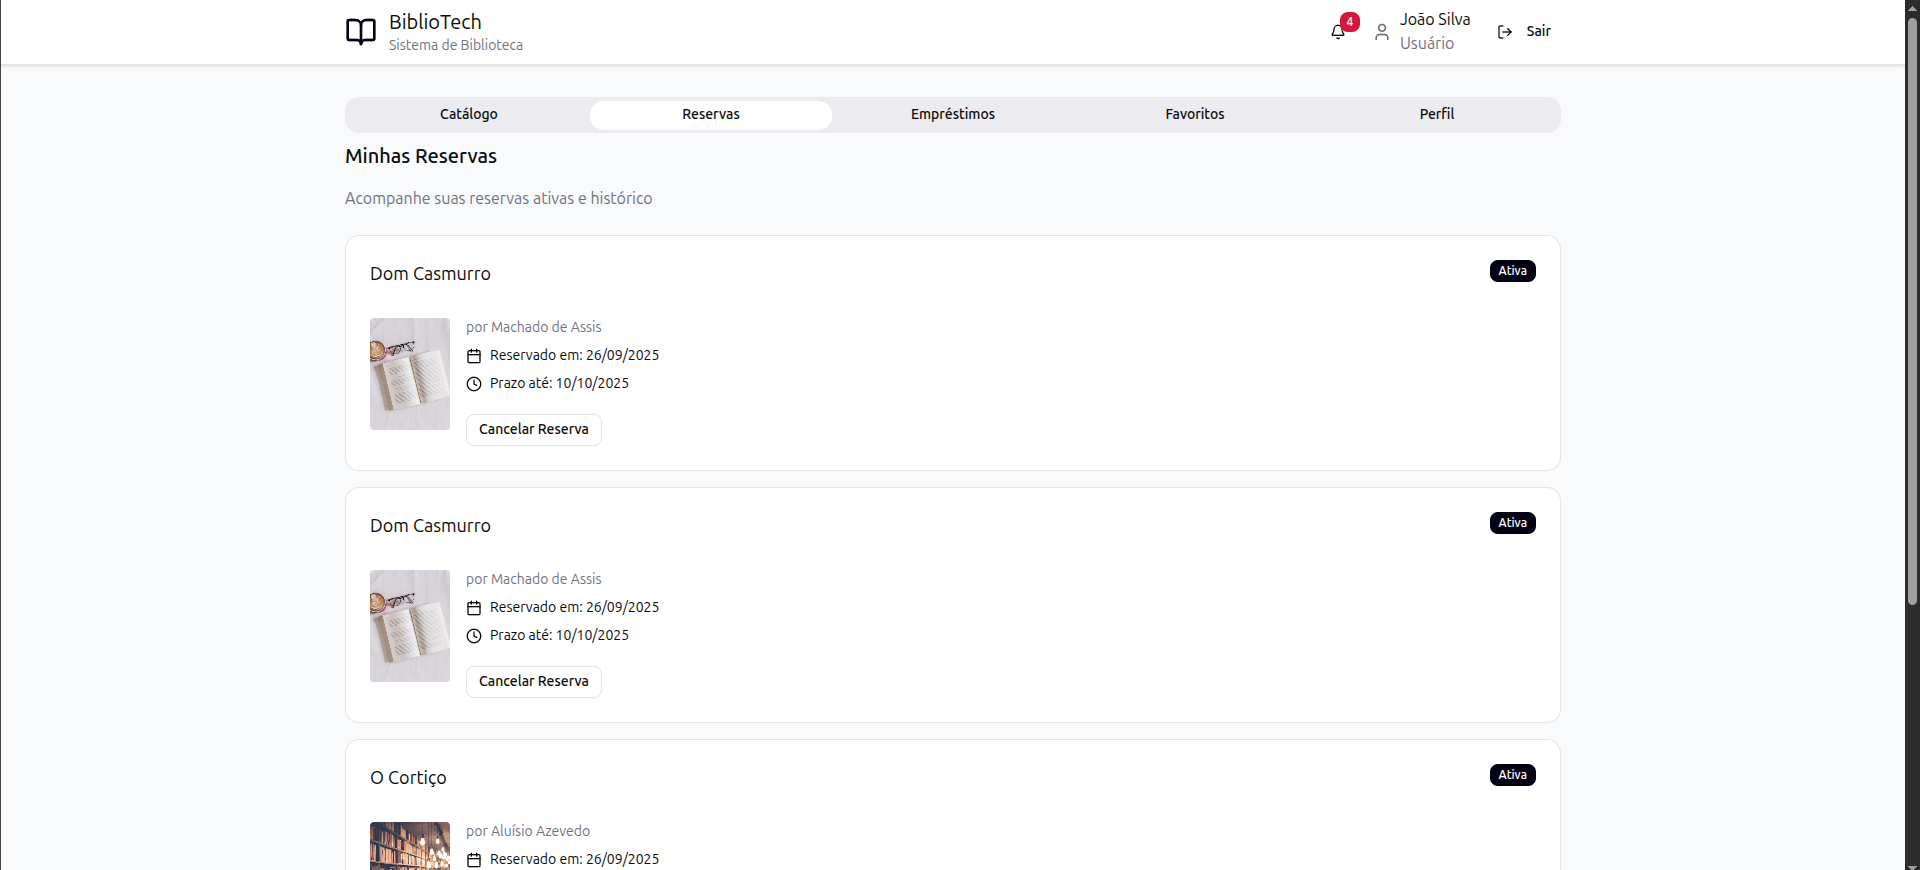 BiblioTech
Sistema de Biblioteca
4
João Silva
Usuário
Sair
Catálogo
Reservas
Empréstimos
Favoritos
Perfil
Minhas Reservas
Acompanhe suas reservas ativas e histórico
Dom Casmurro
Ativa
por Machado de Assis
Reservado em: 26/09/2025
Prazo até: 10/10/2025
Cancelar Reserva
Dom Casmurro
Ativa
por Machado de Assis
Reservado em: 26/09/2025
Prazo até: 10/10/2025
Cancelar Reserva
O Cortiço
Ativa
por Aluísio Azevedo
Reservado em: 26/09/2025